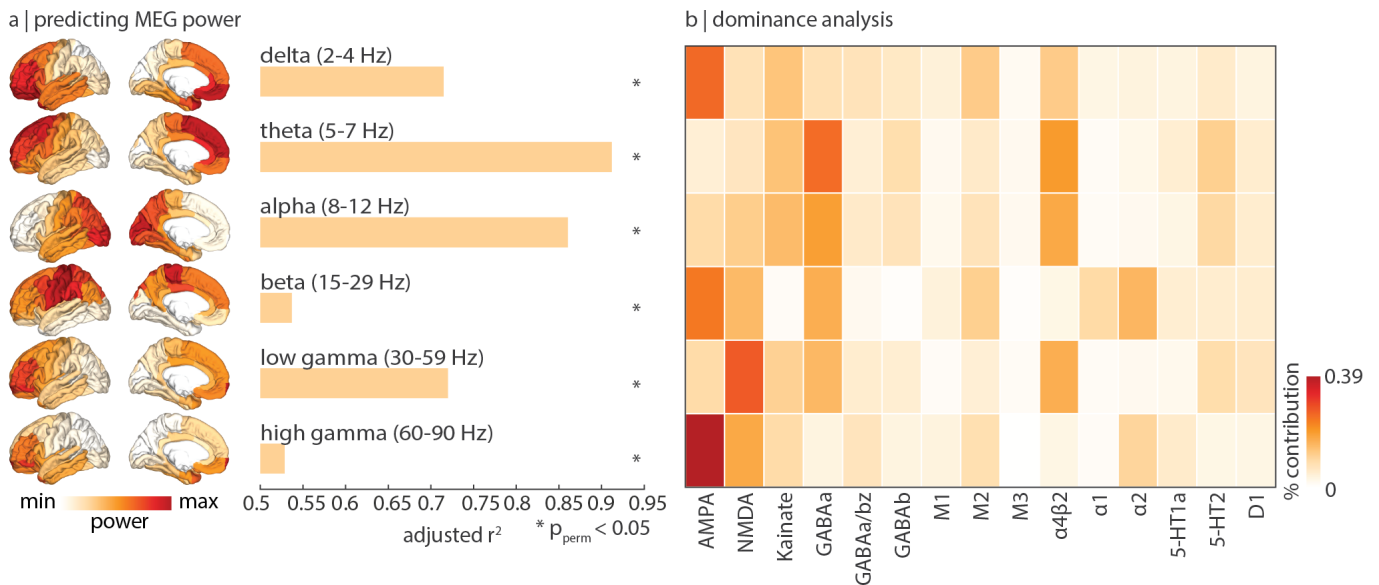 a | predicting MEG power
delta (2-4 Hz)
*
theta (5-7 Hz)
*
alpha (8-12 Hz)
*
beta (15-29 Hz)
*
low gamma (30-59 Hz)
*
high gamma (60-90 Hz)
*
min max
power
0.5 0.55 0.6 0.65 0.7 0.75 0.8 0.85 0.9 0.95
adjusted r²
* pperm < 0.05
b | dominance analysis
AMPA
NMDA
Kainate
GABAa
GABAa/bz
GABAb
M1
M2
M3
α4β2
α1
α2
5-HT1a
5-HT2
D1
% contribution
0.39
0